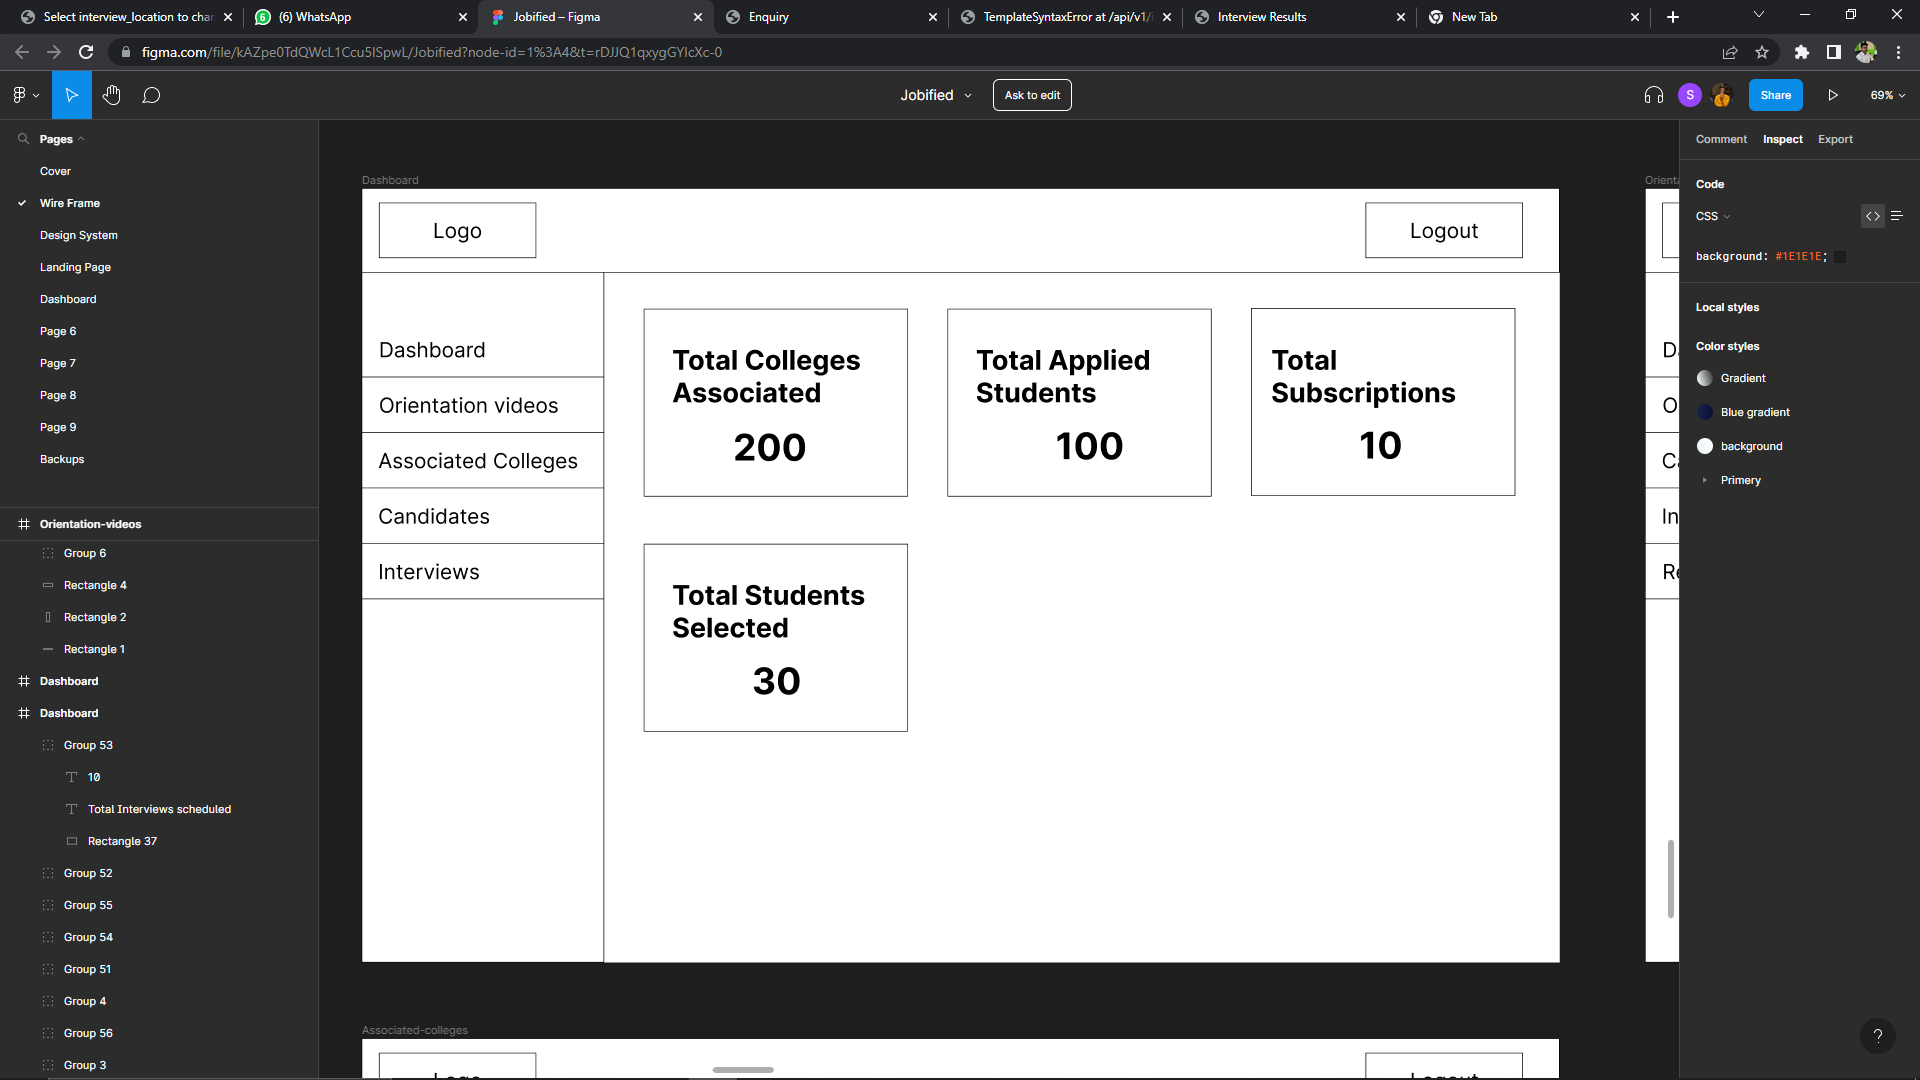 Select interview_location to char
(6) WhatsApp
Jobified – Figma
Enquiry
TemplateSyntaxError at /api/v1/i
Interview Results
New Tab
figma.com/file/kAZpe0TdQWcL1Ccu5ISpwL/Jobified?node-id=1%3A4&t=rDJJQ1qxygGYIcXc-0
Jobified
Ask to edit
S
Share
69%
Pages
Cover
Wire Frame
Design System
Landing Page
Dashboard
Page 6
Page 7
Page 8
Page 9
Backups
Orientation-videos
Group 6
Rectangle 4
Rectangle 2
Rectangle 1
Dashboard
Dashboard
Group 53
10
Total Interviews scheduled
Rectangle 37
Group 52
Group 55
Group 54
Group 51
Group 4
Group 56
Group 3
Dashboard
Logo
Logout
Dashboard
Orientation videos
Associated Colleges
Candidates
Interviews
Total Colleges
Associated
200
Total Applied
Students
100
Total
Subscriptions
10
Total Students
Selected
30
Associated-colleges
Logo
Logout
Orienta
D
O
C
In
Re
Comment
Inspect
Export
Code
CSS
background: #1E1E1E;
Local styles
Color styles
Gradient
Blue gradient
background
Primery
?